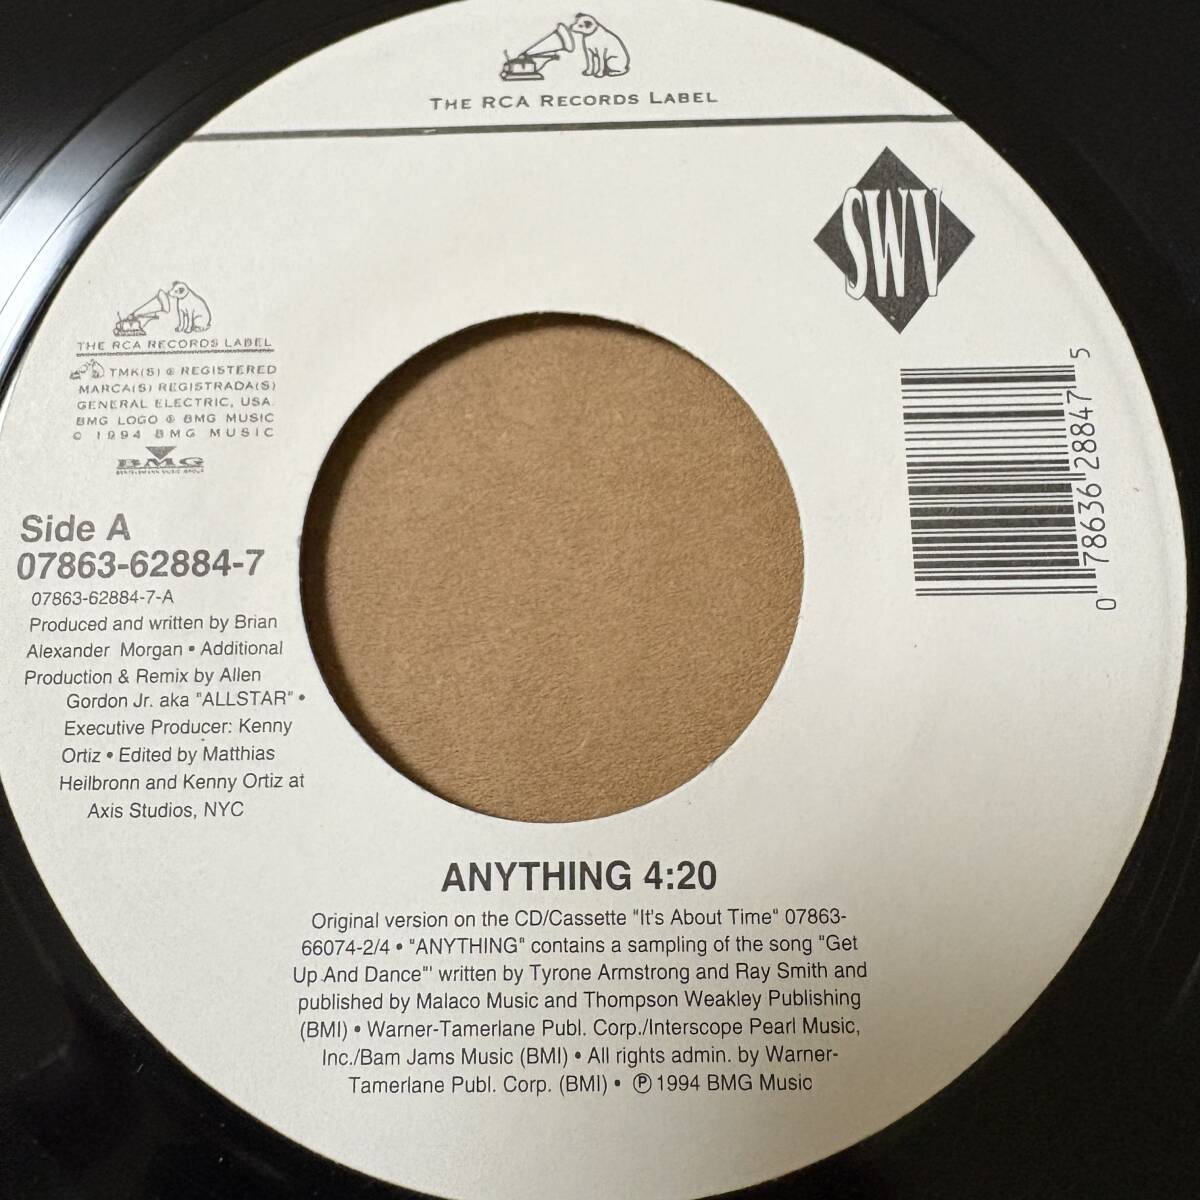 THE RCA RECORDS LABEL
SWV
THE RCA RECORDS LABEL
TMK(S) ® REGISTERED
MARCA(S) REGISTRADA(S)
GENERAL ELECTRIC, USA.
BMG LOGO ® BMG MUSIC
© 1994 BMG MUSIC
BMG
Side A
07863-62884-7
07863-62884-7-A
Produced and written by Brian
Alexander Morgan • Additional
Production & Remix by Allen
Gordon Jr. aka "ALLSTAR" •
Executive Producer: Kenny
Ortiz • Edited by Matthias
Heilbronn and Kenny Ortiz at
Axis Studios, NYC
0 78636 28847 5
ANYTHING 4:20
Original version on the CD/Cassette "It's About Time" 07863-
66074-2/4 • "ANYTHING" contains a sampling of the song "Get
Up And Dance"' written by Tyrone Armstrong and Ray Smith and
published by Malaco Music and Thompson Weakley Publishing
(BMI) • Warner-Tamerlane Publ. Corp./Interscope Pearl Music,
Inc./Bam Jams Music (BMI) • All rights admin. by Warner-
Tamerlane Publ. Corp. (BMI) • ℗ 1994 BMG Music